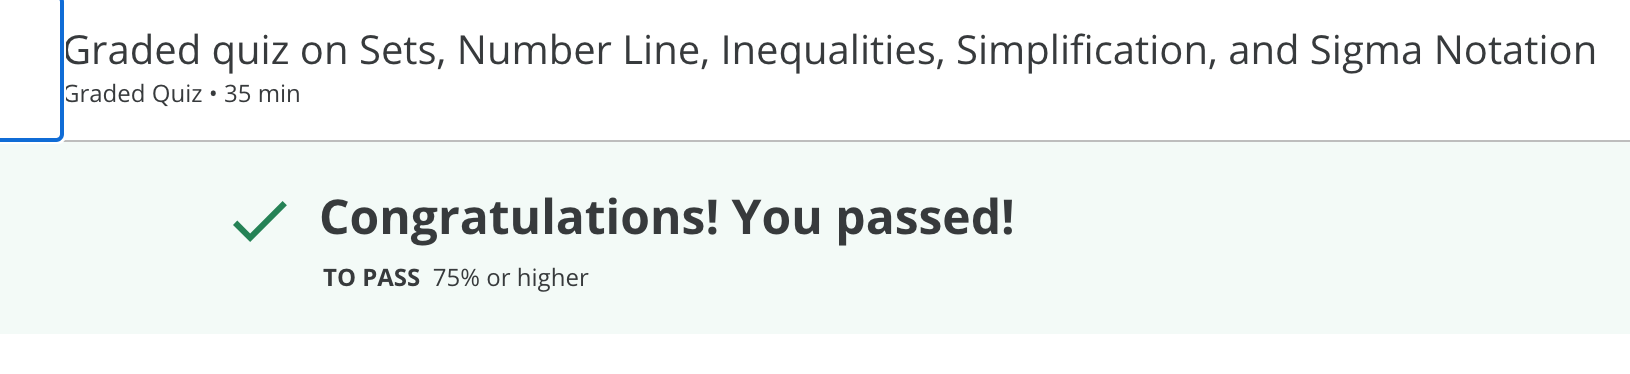 Graded quiz on Sets, Number Line, Inequalities, Simplification, and Sigma Notation
Graded Quiz • 35 min
Congratulations! You passed!
TO PASS 75% or higher